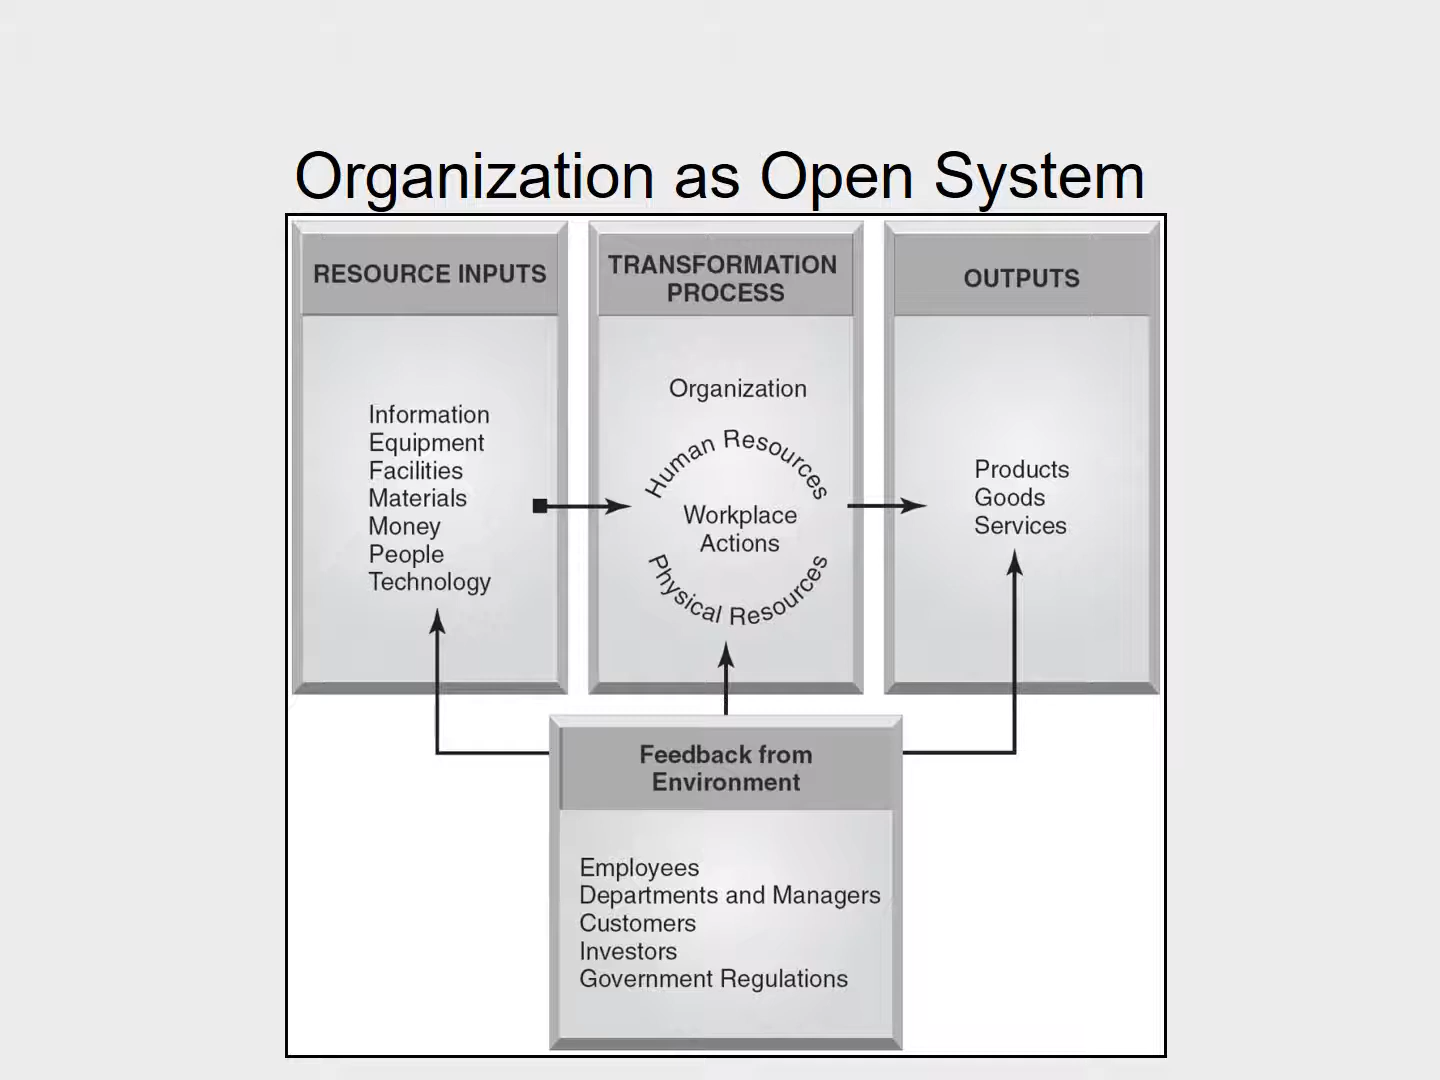 Organization as Open System
RESOURCE INPUTS
Information
Equipment
Facilities
Materials
Money
People
Technology
TRANSFORMATION
PROCESS
Organization
Human Resources
Workplace
Actions
Physical Resources
OUTPUTS
Products
Goods
Services
Feedback from
Environment
Employees
Departments and Managers
Customers
Investors
Government Regulations